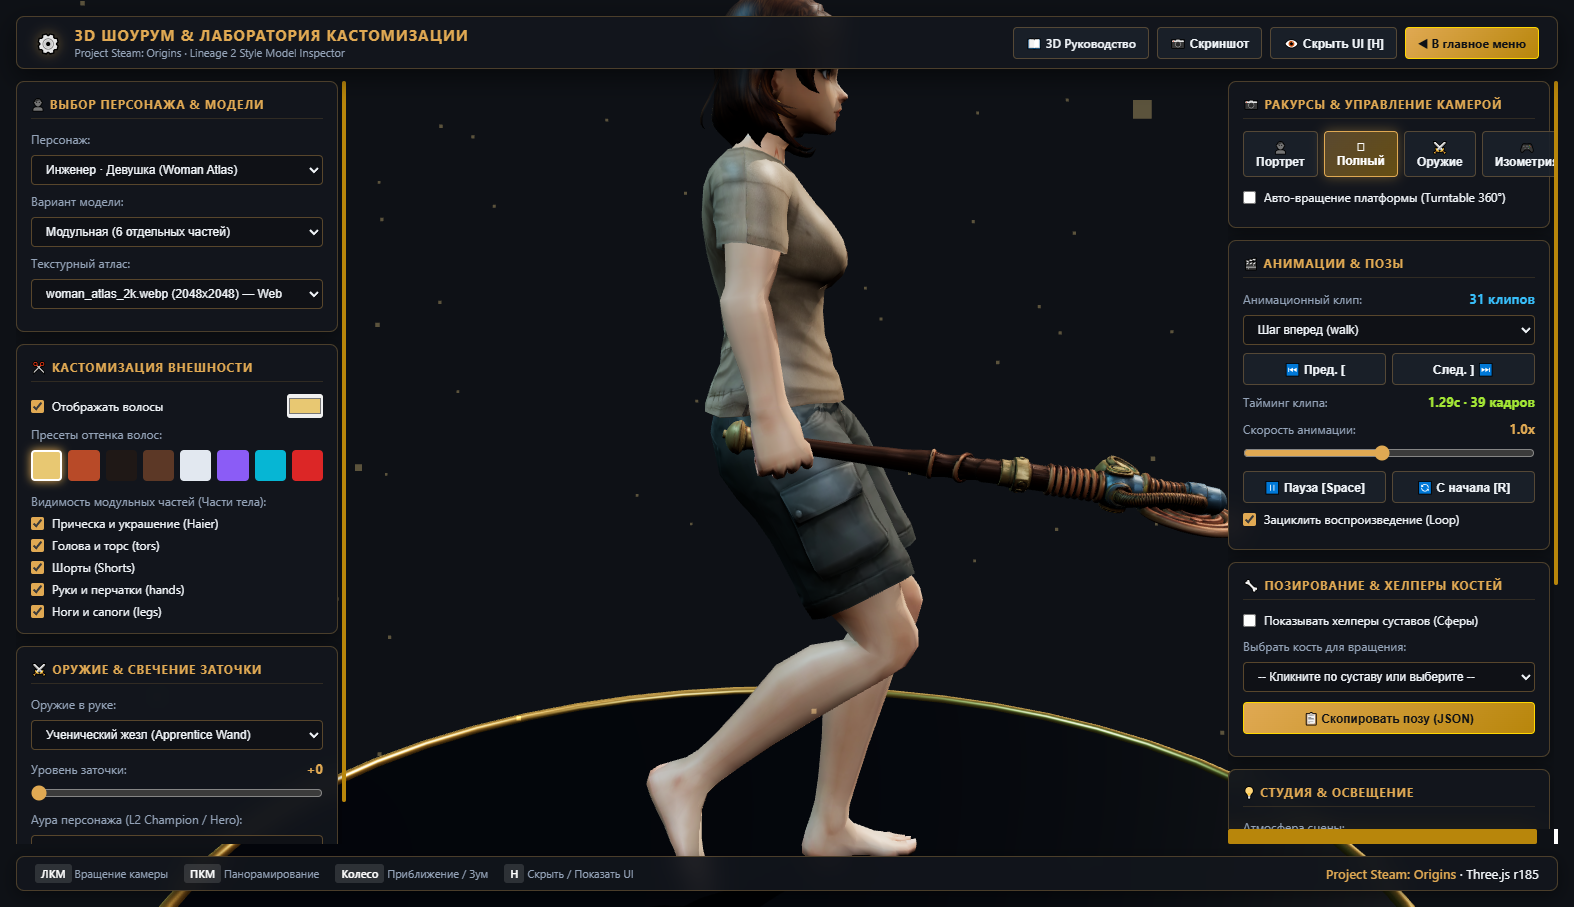 3D ШОУРУМ & ЛАБОРАТОРИЯ КАСТОМИЗАЦИИ
Project Steam: Origins · Lineage 2 Style Model Inspector
3D Руководство
Скриншот
Скрыть UI [H]
◀ В главное меню
ВЫБОР ПЕРСОНАЖА & МОДЕЛИ
Персонаж:
Инженер - Девушка (Woman Atlas)
Вариант модели:
Модульная (6 отдельных частей)
Текстурный атлас:
woman_atlas_2k.webp (2048x2048) — Web
КАСТОМИЗАЦИЯ ВНЕШНОСТИ
Отображать волосы
Пресеты оттенка волос:
Видимость модульных частей (Части тела):
Прическа и украшение (Haier)
Голова и торс (tors)
Шорты (Shorts)
Руки и перчатки (hands)
Ноги и сапоги (legs)
ОРУЖИЕ & СВЕЧЕНИЕ ЗАТОЧКИ
Оружие в руке:
Ученический жезл (Apprentice Wand)
Уровень заточки: +0
Аура персонажа (L2 Champion / Hero):
РАКУРСЫ & УПРАВЛЕНИЕ КАМЕРОЙ
Портрет
Полный
Оружие
Изометрия
Авто-вращение платформы (Turntable 360°)
АНИМАЦИИ & ПОЗЫ
Анимационный клип: 31 клипов
Шаг вперед (walk)
Пред. [
След. ]
Тайминг клипа: 1.29с · 39 кадров
Скорость анимации: 1.0x
Пауза [Space]
С начала [R]
Зациклить воспроизведение (Loop)
ПОЗИРОВАНИЕ & ХЕЛПЕРЫ КОСТЕЙ
Показывать хелперы суставов (Сферы)
Выбрать кость для вращения:
-- Кликните по суставу или выберите --
Скопировать позу (JSON)
СТУДИЯ & ОСВЕЩЕНИЕ
Атмосфера сцены:
ЛКМ Вращение камеры ПКМ Панорамирование Колесо Приближение / Зум H Скрыть / Показать UI
Project Steam: Origins · Three.js r185